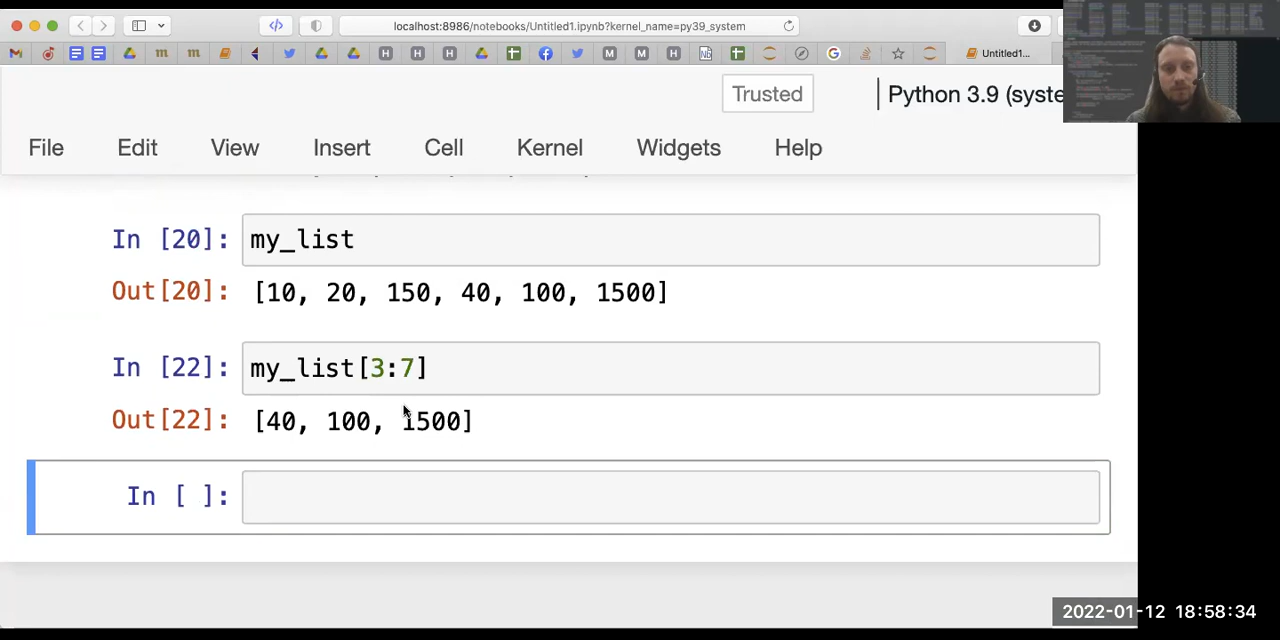 localhost:8986/notebooks/Untitled1.ipynb?kernel_name=py39_system
Untitled1...
Trusted
Python 3.9 (syste
File Edit View Insert Cell Kernel Widgets Help
In [20]: my_list
Out[20]: [10, 20, 150, 40, 100, 1500]
In [22]: my_list[3:7]
Out[22]: [40, 100, 1500]
In [ ]:
2022-01-12 18:58:34